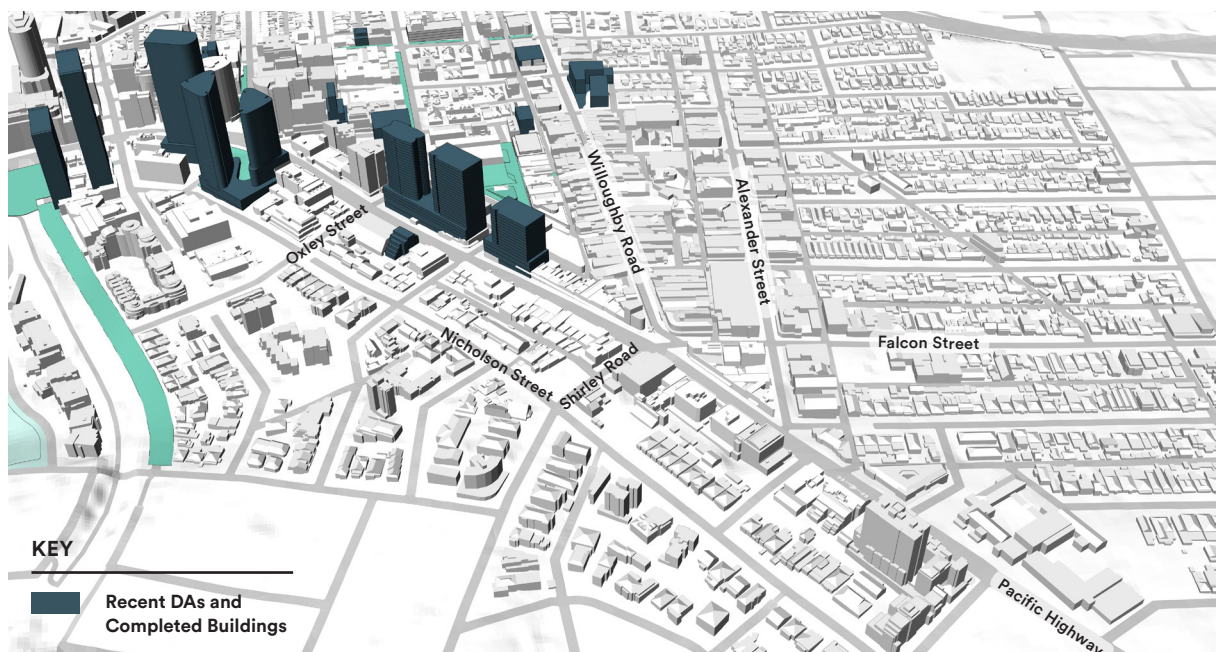 Willoughby Road
Alexander Street
Oxley Street
Falcon Street
Nicholson Street
Shirley Road
Pacific Highway
KEY
Recent DAs and
Completed Buildings